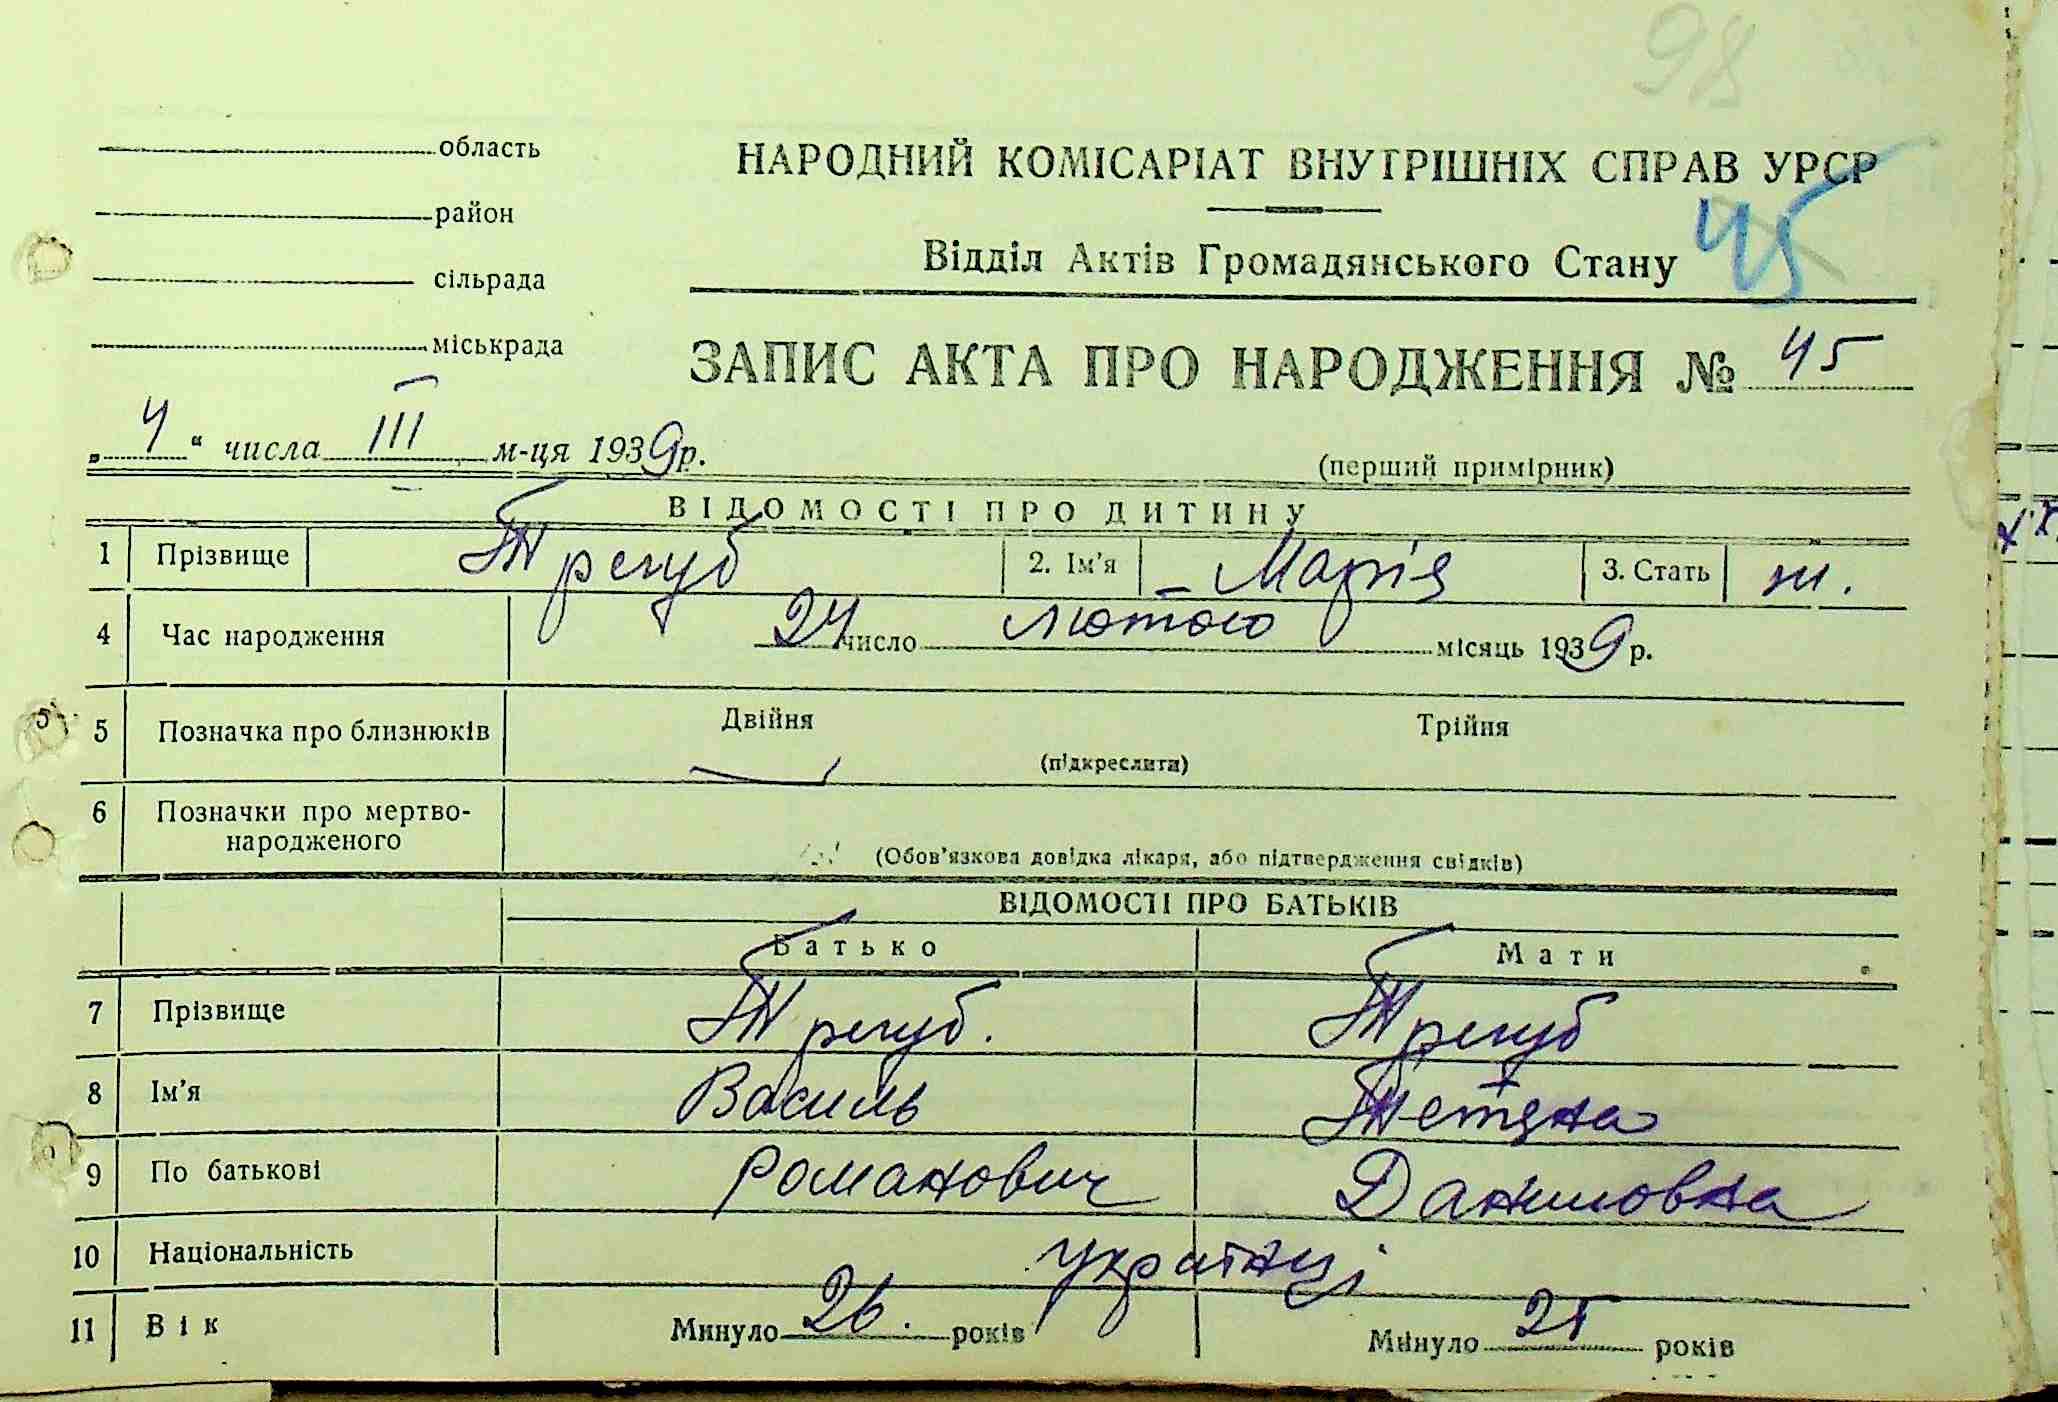 98
область
НАРОДНИЙ КОМІСАРІАТ ВНУТРІШНІХ СПРАВ УРСР
район
45
Відділ Актів Громадянського Стану
сільрада
міськрада
ЗАПИС АКТА ПРО НАРОДЖЕННЯ № 45
„4“ числа III м-ця 1939 р.
(перший примірник)
ВІДОМОСТІ ПРО ДИТИНУ
1 Прізвище Трегуб 2. Ім'я Марія 3. Стать ж.
4 Час народження 24 число лютого місяць 1939 р.
5 Позначка про близнюків Двійня Трійня
(підкреслити)
6 Позначки про мертво-
народженого
(Обов'язкова довідка лікаря, або підтвердження свідків)
ВІДОМОСТІ ПРО БАТЬКІВ
Батько Мати
7 Прізвище Трегуб. Трегуб
8 Ім'я Василь Тетяна
9 По батькові Романович Даниловна
10 Національність українці
11 Вік Минуло 26. років Минуло 25 років